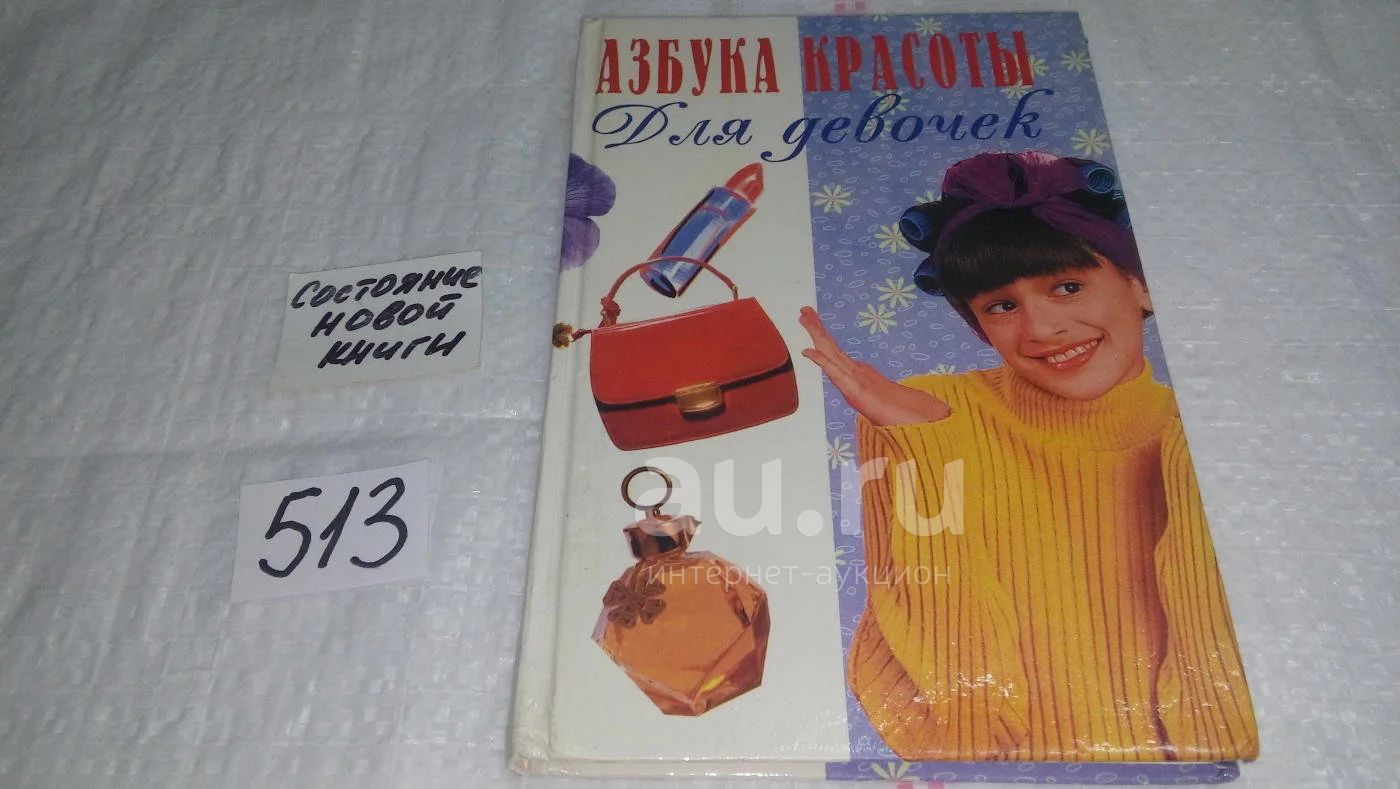 АЗБУКА КРАСОТЫ
Для девочек
Состояние
новой
книги
513
au.ru
интернет-аукцион